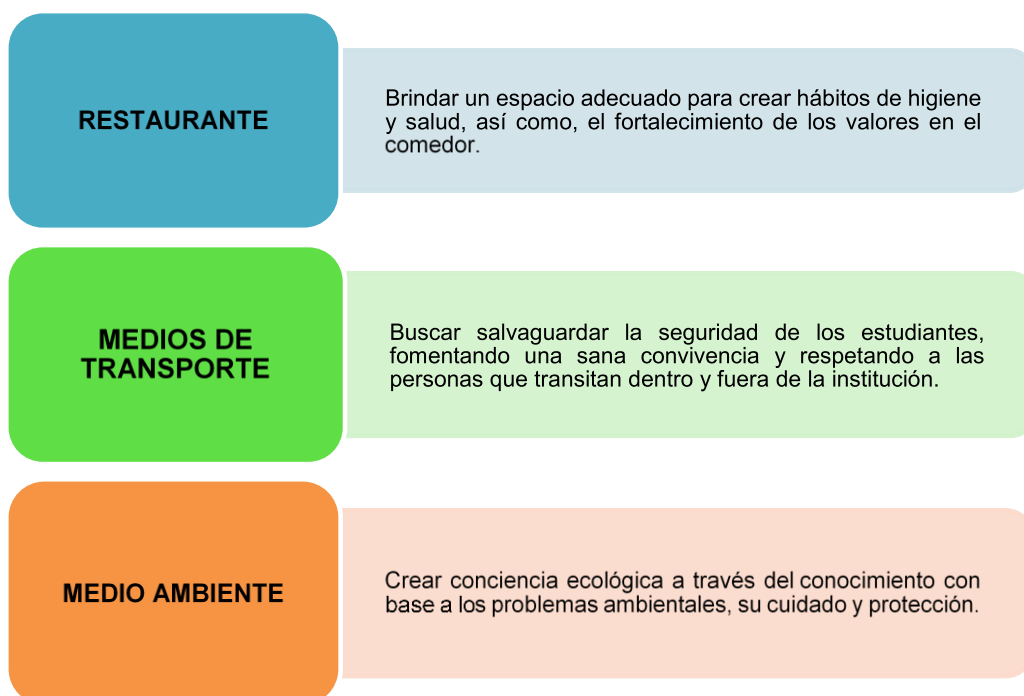 RESTAURANTE
Brindar un espacio adecuado para crear hábitos de higiene
y salud, así como, el fortalecimiento de los valores en el
comedor.
MEDIOS DE
TRANSPORTE
Buscar salvaguardar la seguridad de los estudiantes,
fomentando una sana convivencia y respetando a las
personas que transitan dentro y fuera de la institución.
MEDIO AMBIENTE
Crear conciencia ecológica a través del conocimiento con
base a los problemas ambientales, su cuidado y protección.